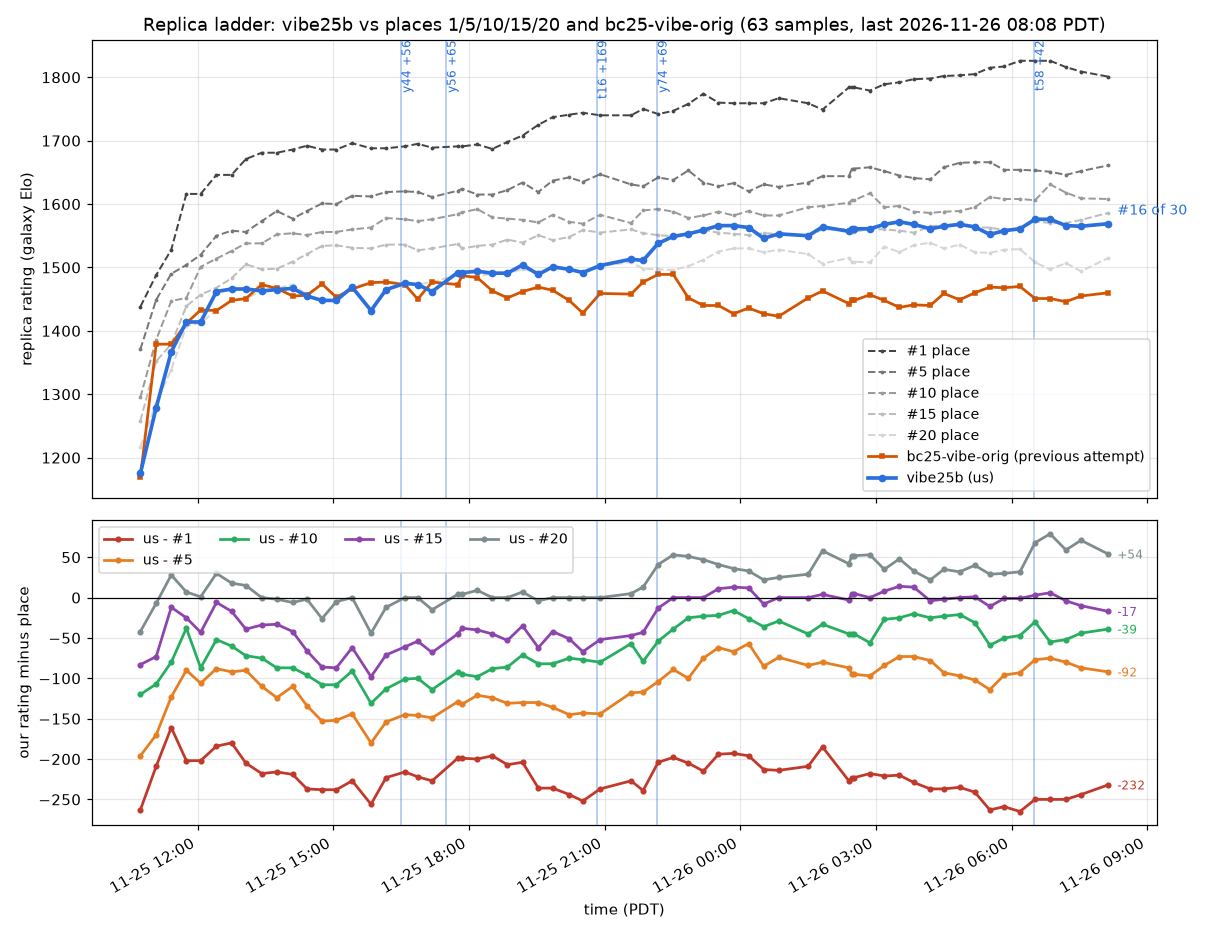 Replica ladder: vibe25b vs places 1/5/10/15/20 and bc25-vibe-orig (63 samples, last 2026-11-26 08:08 PDT)
replica rating (galaxy Elo)
1800
1700
1600
1500
1400
1300
1200
y44 +56
y56 +65
t16 +169
y74 +69
t58 +42
#16 of 30
#1 place
#5 place
#10 place
#15 place
#20 place
bc25-vibe-orig (previous attempt)
vibe25b (us)
our rating minus place
50
0
−50
−100
−150
−200
−250
us - #1
us - #5
us - #10
us - #15
us - #20
+54
-17
-39
-92
-232
11-25 12:00
11-25 15:00
11-25 18:00
11-25 21:00
11-26 00:00
11-26 03:00
11-26 06:00
11-26 09:00
time (PDT)